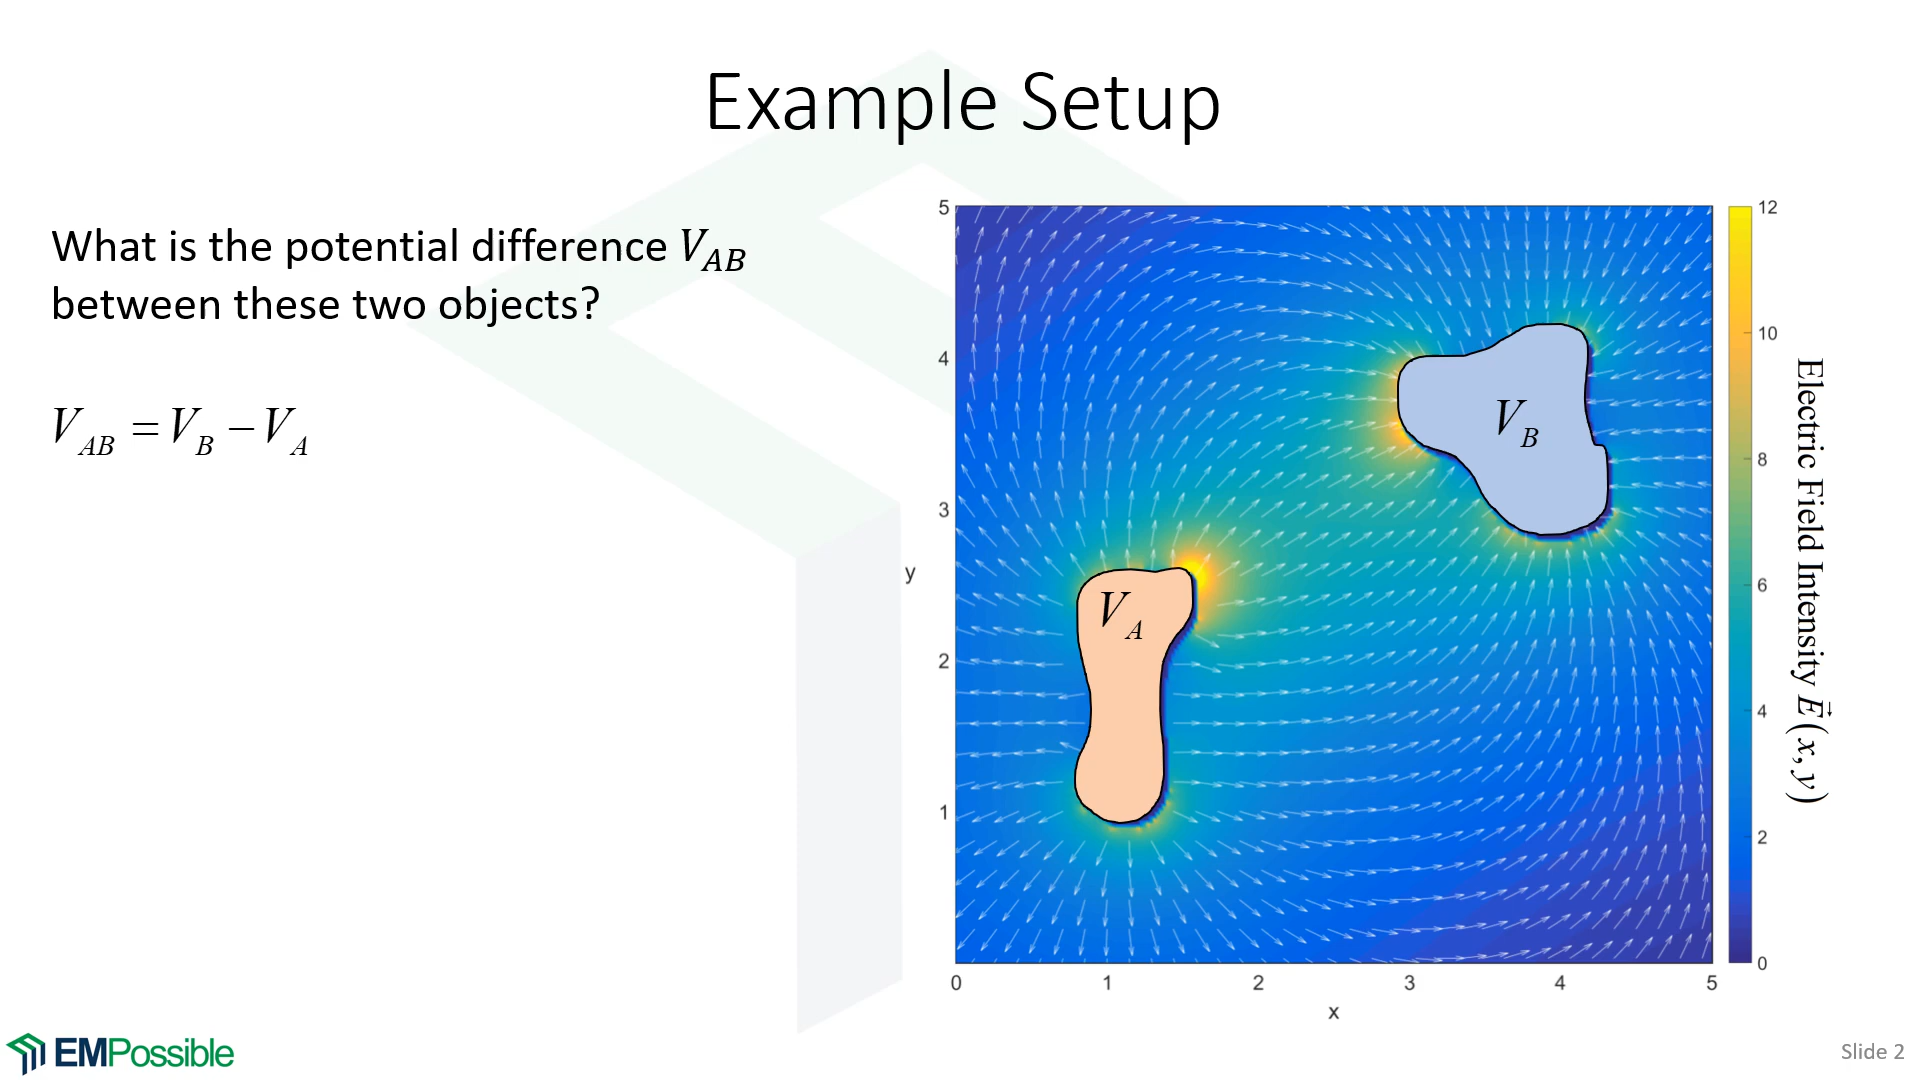 Example Setup
What is the potential difference V_AB
between these two objects?
V_AB = V_B − V_A
5
4
3
2
1
y
0 1 2 3 4 5
x
V_A
V_B
12
10
8
6
4
2
0
Electric Field Intensity E⃗(x, y)
EMPossible
Slide 2